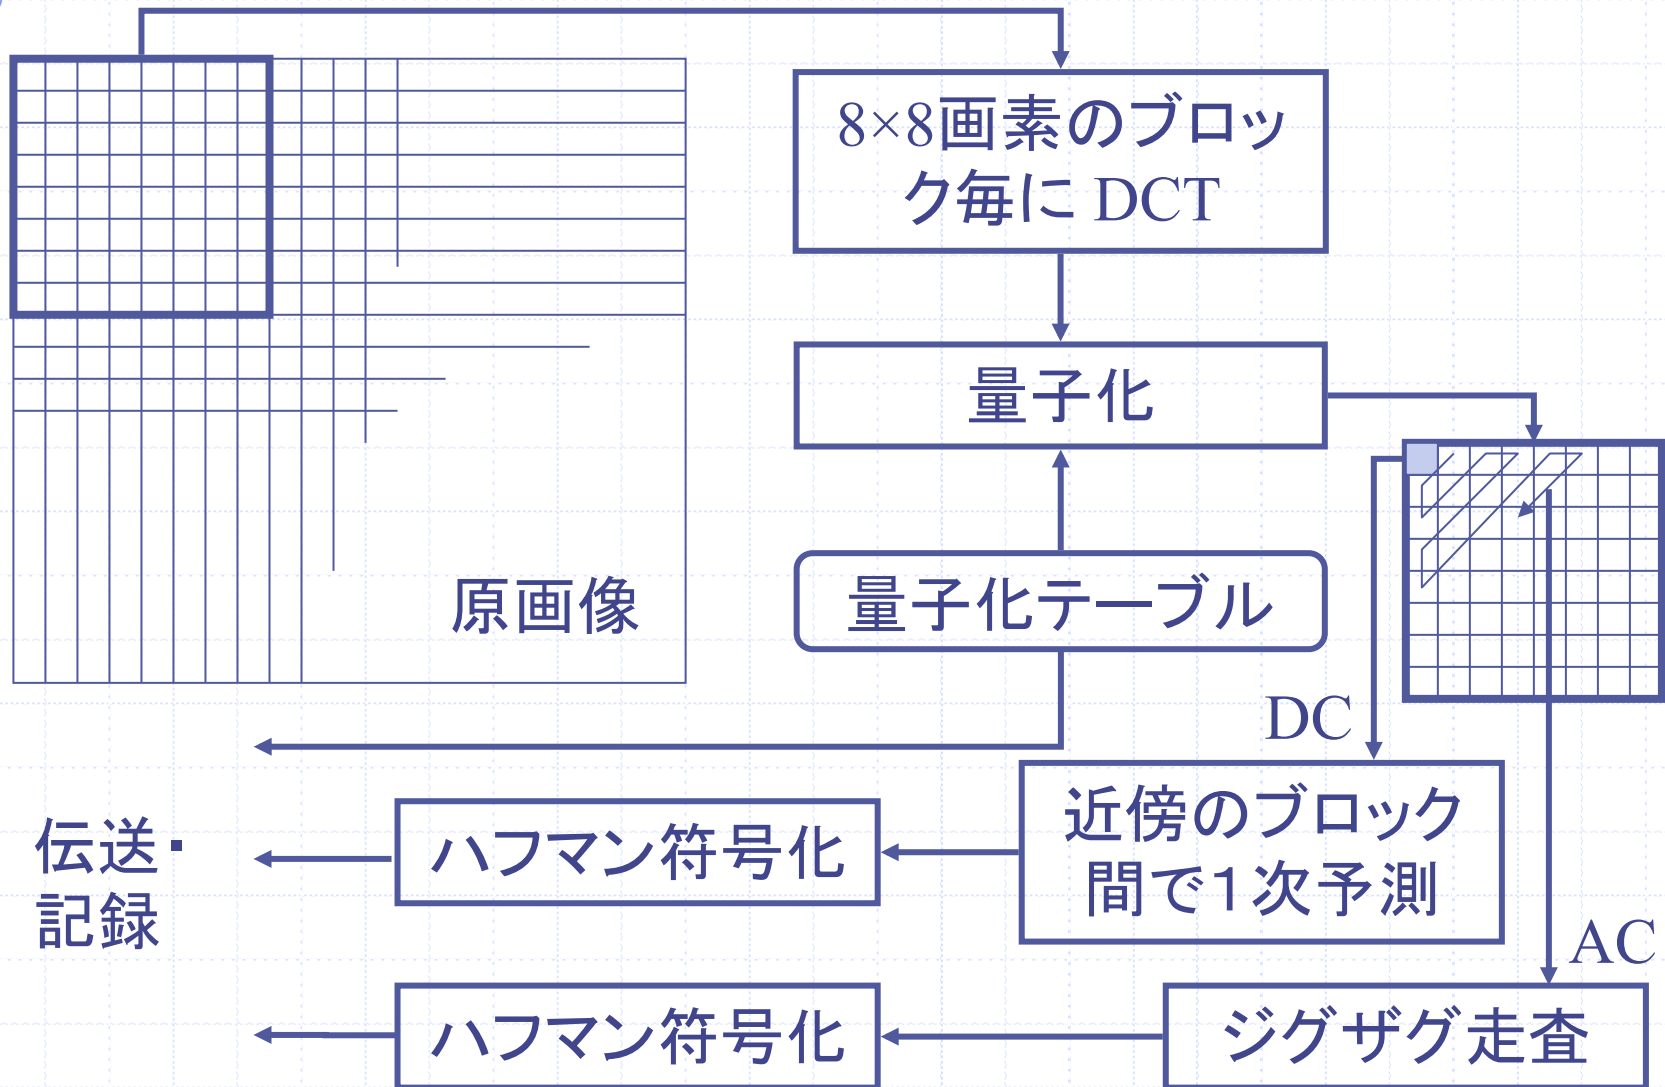 8×8画素のブロッ
ク毎に DCT
量子化
原画像
量子化テーブル
DC
伝送・
記録
ハフマン符号化
近傍のブロック
間で1次予測
AC
ハフマン符号化
ジグザグ走査